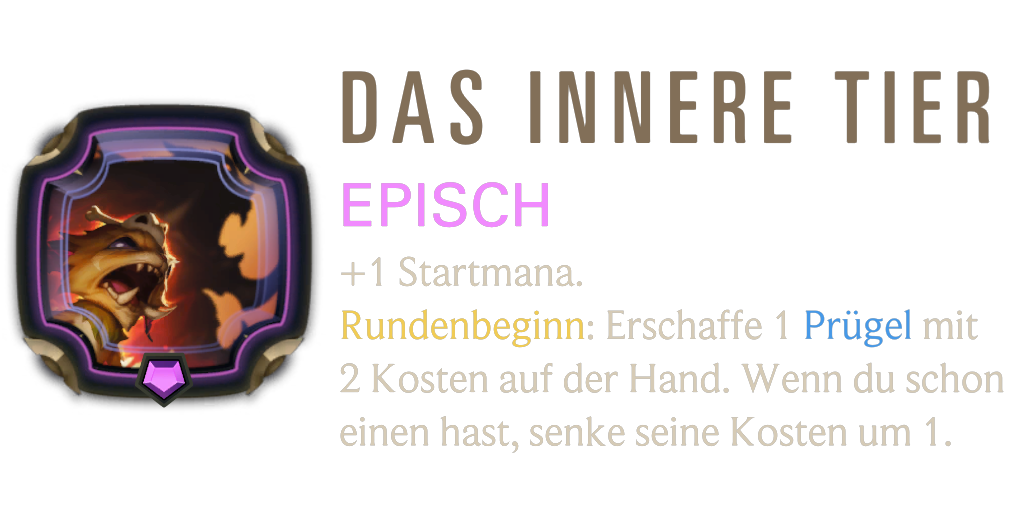 DAS INNERE TIER
EPISCH
+1 Startmana.
Rundenbeginn: Erschaffe 1 Prügel mit
2 Kosten auf der Hand. Wenn du schon
einen hast, senke seine Kosten um 1.